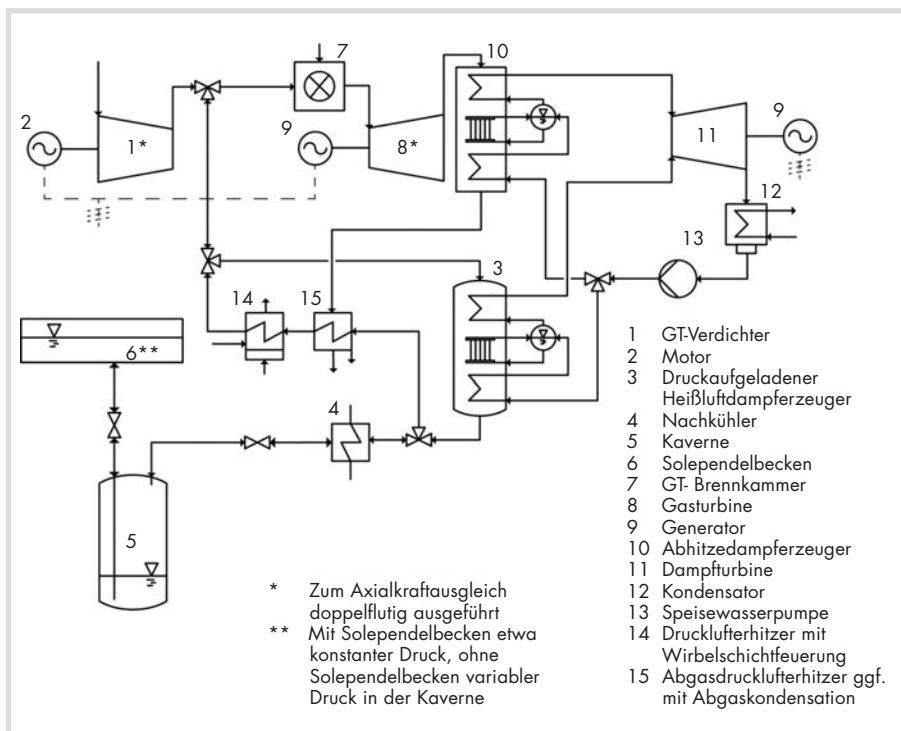 7
10
2
1*
9
8*
11
9
12
13
3
14
15
6**
4
5
1 GT-Verdichter
2 Motor
3 Druckaufgeladener
Heißluftdampferzeuger
4 Nachkühler
5 Kaverne
6 Solependelbecken
7 GT- Brennkammer
8 Gasturbine
9 Generator
10 Abhitzedampferzeuger
11 Dampfturbine
12 Kondensator
13 Speisewasserpumpe
14 Drucklufterhitzer mit
Wirbelschichtfeuerung
15 Abgasdrucklufterhitzer ggf.
mit Abgaskondensation
* Zum Axialkraftausgleich
doppelflutig ausgeführt
** Mit Solependelbecken etwa
konstanter Druck, ohne
Solependelbecken variabler
Druck in der Kaverne